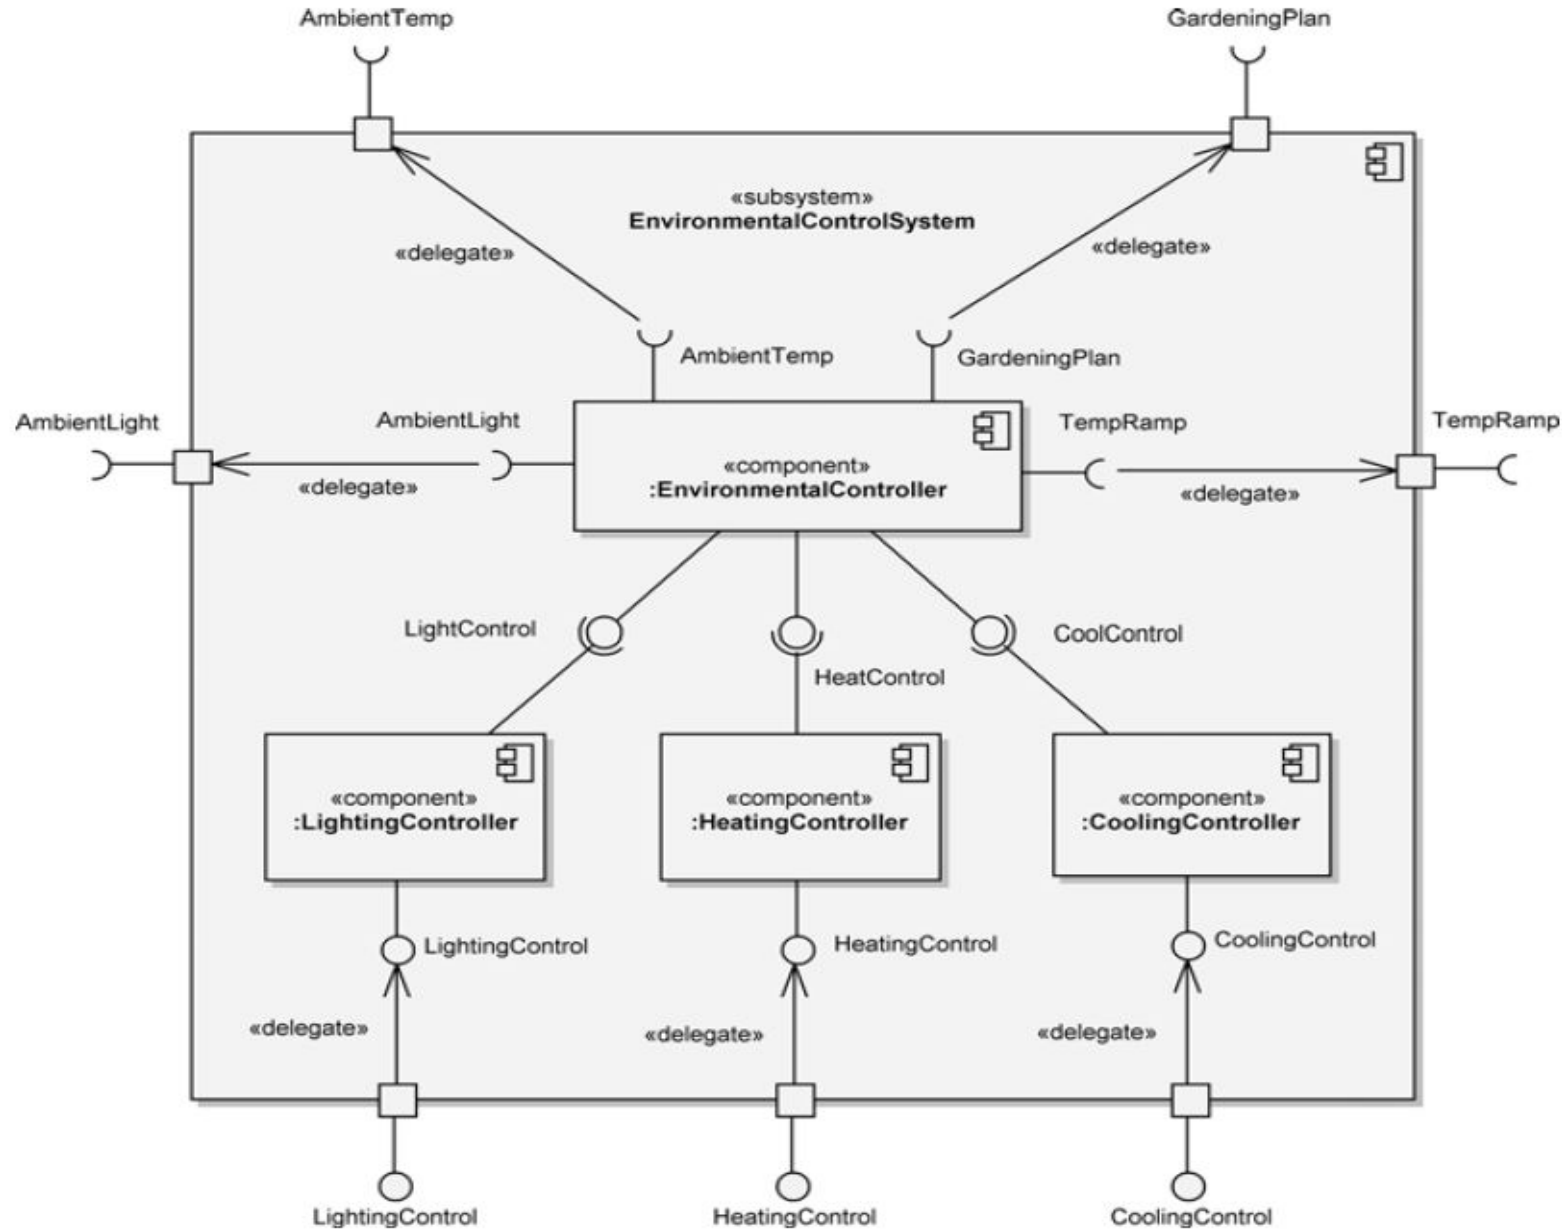 AmbientTemp
GardeningPlan
«subsystem»
EnvironmentalControlSystem
«delegate»
«delegate»
AmbientTemp
GardeningPlan
AmbientLight
AmbientLight
TempRamp
TempRamp
«component»
:EnvironmentalController
«delegate»
«delegate»
LightControl
CoolControl
HeatControl
«component»
:LightingController
«component»
:HeatingController
«component»
:CoolingController
LightingControl
HeatingControl
CoolingControl
«delegate»
«delegate»
«delegate»
LightingControl
HeatingControl
CoolingControl